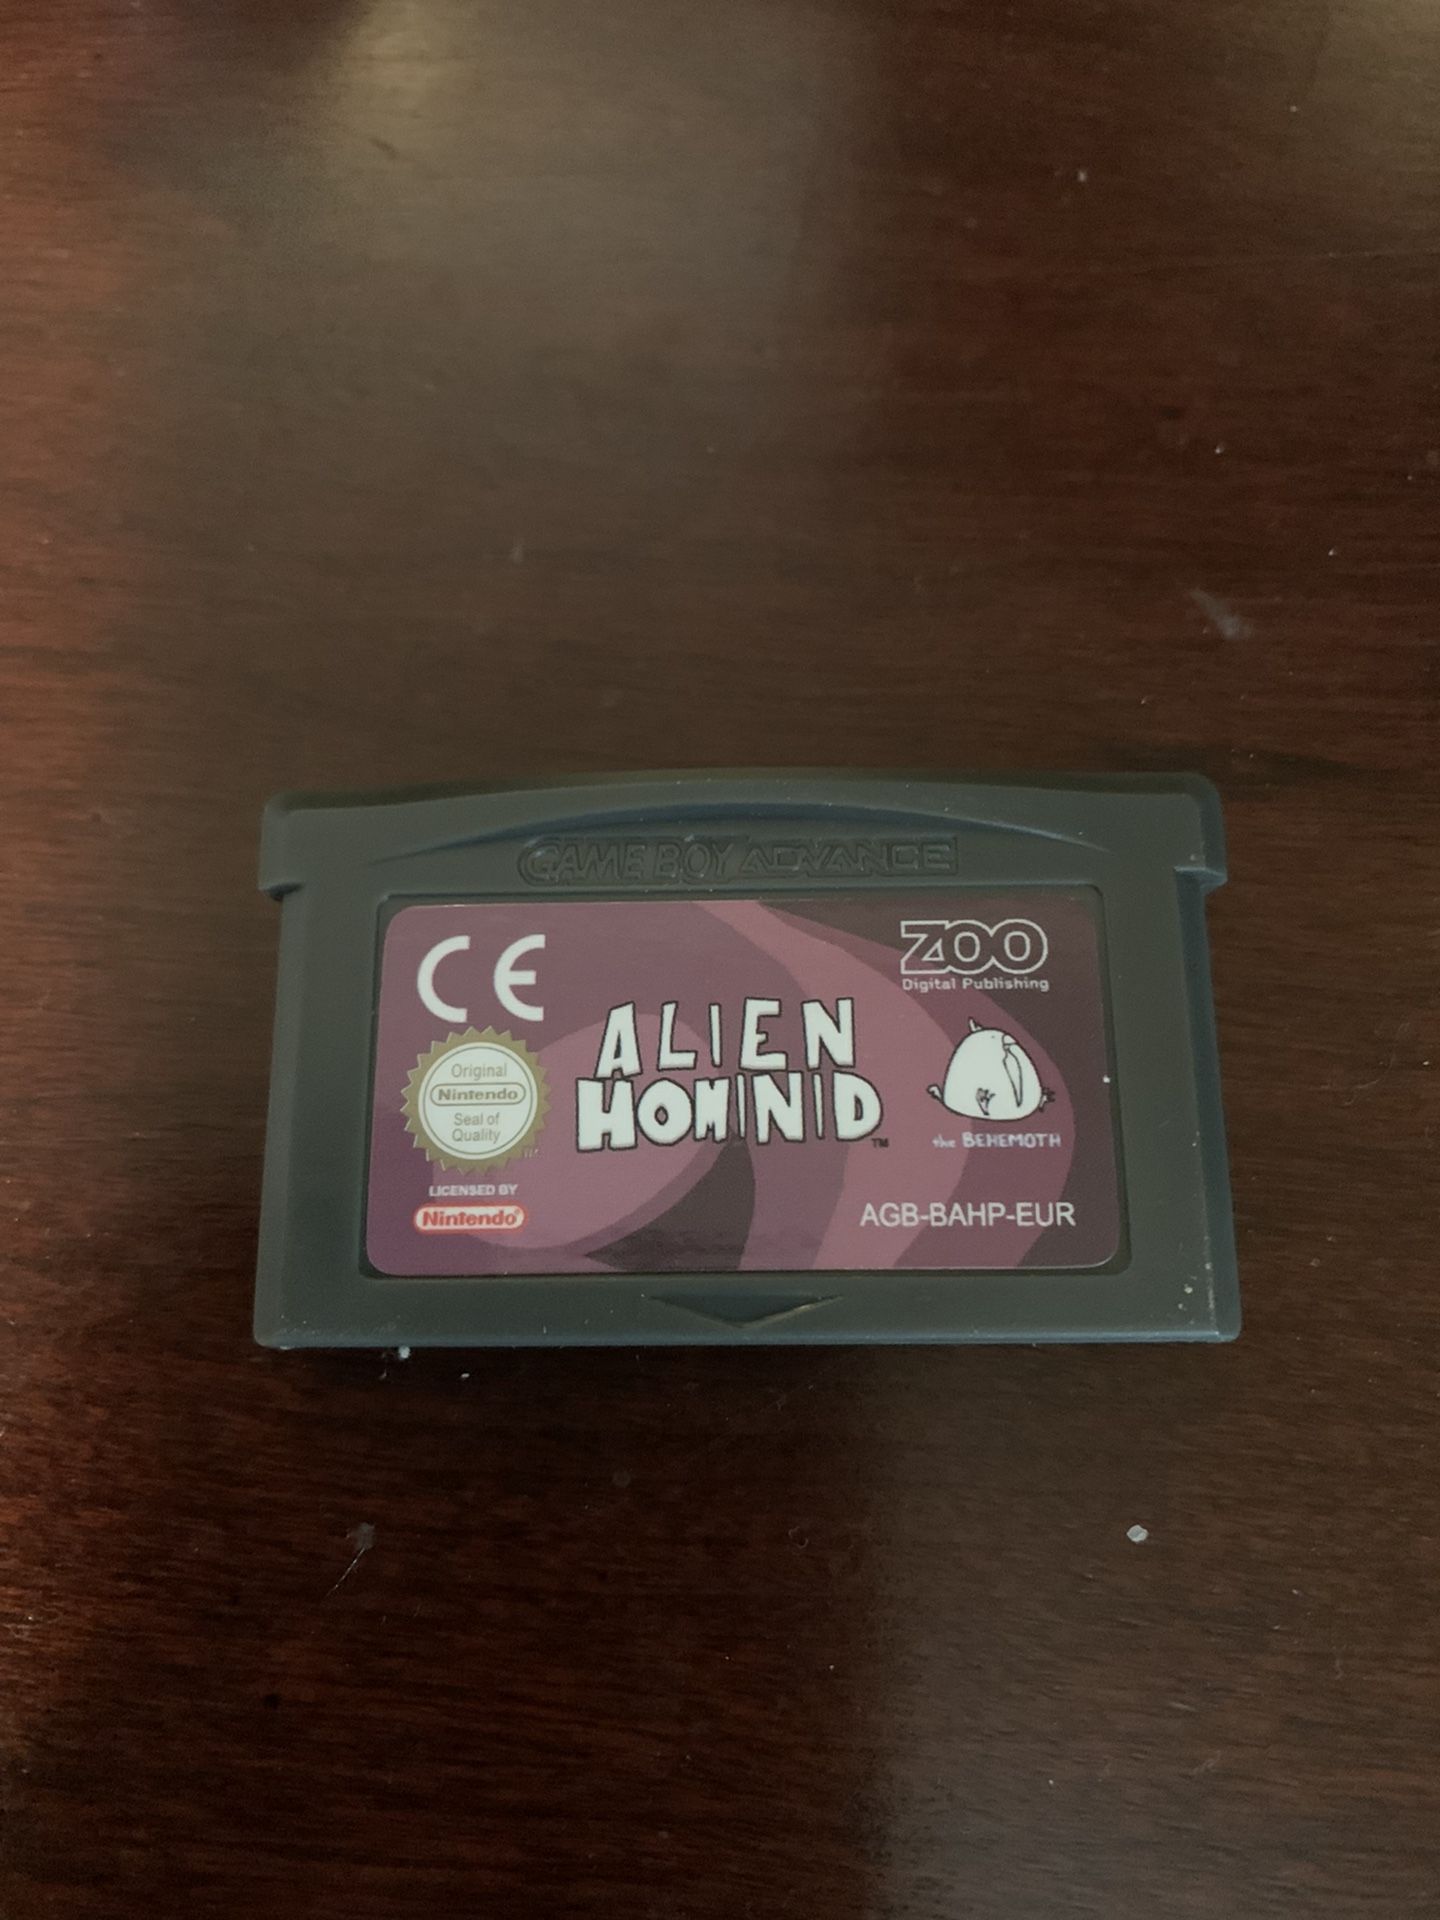 GAME BOY ADVANCE
CE
ZOO
Digital Publishing
ALIEN
HOMINID™
Original
Nintendo
Seal of
Quality
the BEHEMOTH
LICENSED BY
Nintendo®
AGB-BAHP-EUR